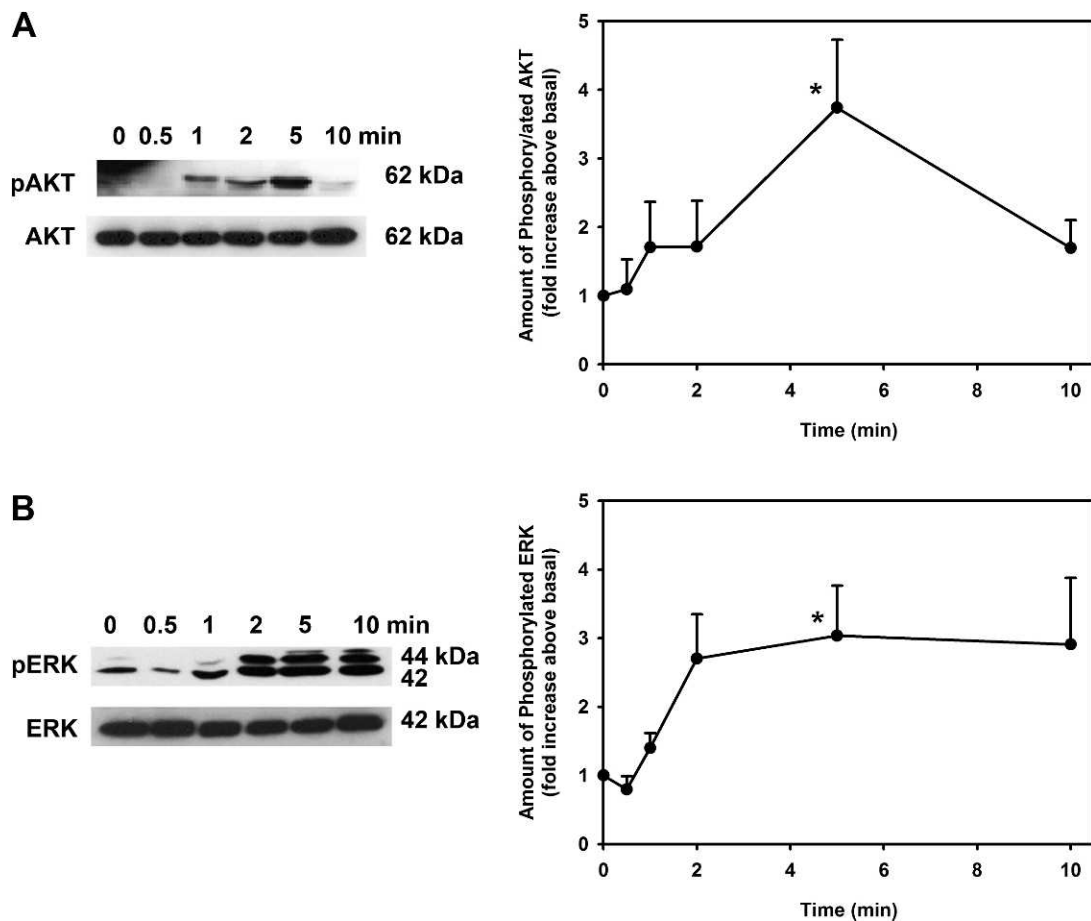 A
0 0.5 1 2 5 10 min
pAKT 62 kDa
AKT 62 kDa
Amount of Phosphory/ated AKT
(fold increase above basal)
5
4
3
2
1
0
*
0 2 4 6 8 10
Time (min)
B
0 0.5 1 2 5 10 min
pERK 44 kDa
42
ERK 42 kDa
Amount of Phosphorylated ERK
(fold increase above basal)
5
4
3
2
1
0
*
0 2 4 6 8 10
Time (min)